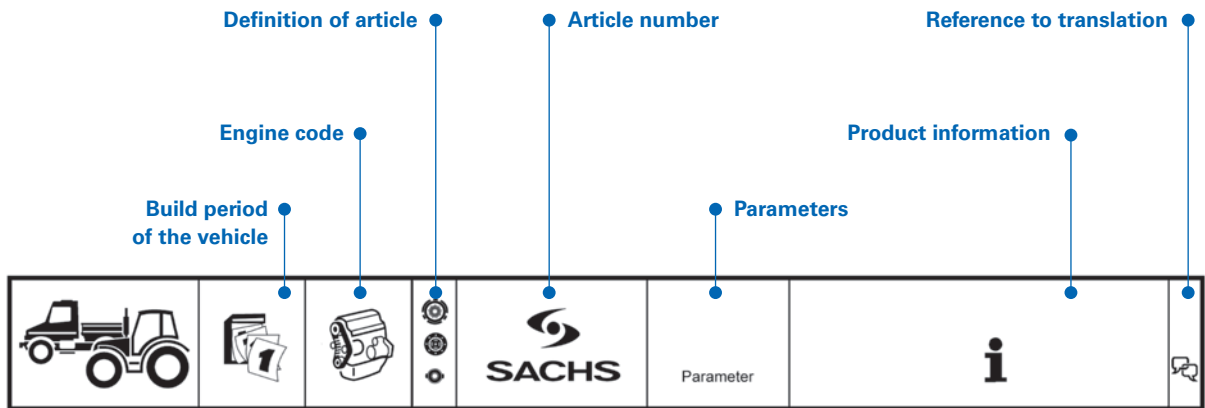 Definition of article
Article number
Reference to translation
Engine code
Product information
Build period
of the vehicle
Parameters
1
SACHS
Parameter
i